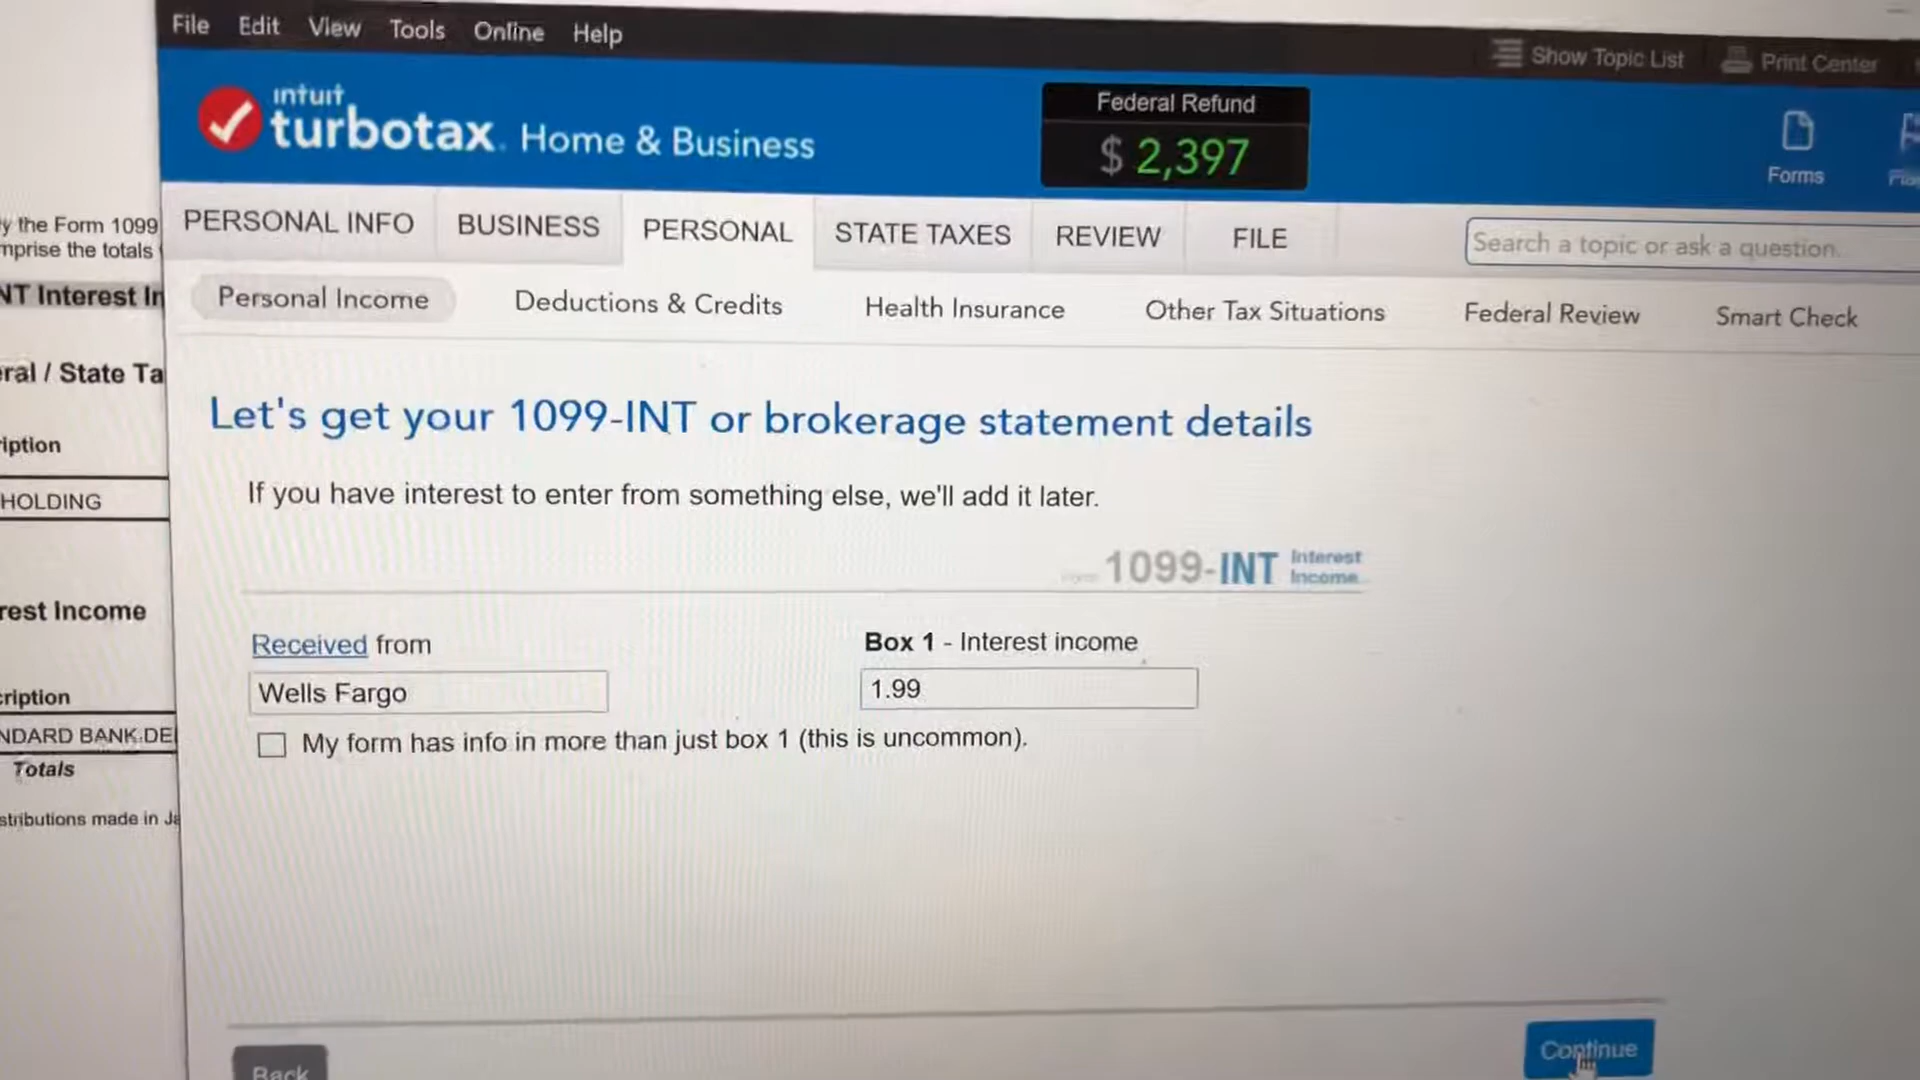 File Edit View Tools Online Help
Show Topic List Print Center
intuit
turbotax Home & Business
Federal Refund
$ 2,397
Forms
PERSONAL INFO BUSINESS PERSONAL STATE TAXES REVIEW FILE
Search a topic or ask a question.
Personal Income Deductions & Credits Health Insurance Other Tax Situations Federal Review Smart Check
Let's get your 1099-INT or brokerage statement details
If you have interest to enter from something else, we'll add it later.
1099-INT Interest Income
Received from
Wells Fargo
Box 1 - Interest income
1.99
My form has info in more than just box 1 (this is uncommon).
Back
Continue
y the Form 1099
mprise the totals
NT Interest In
eral / State Ta
iption
HOLDING
rest Income
cription
NDARD BANK.DE
Totals
stributions made in Ja